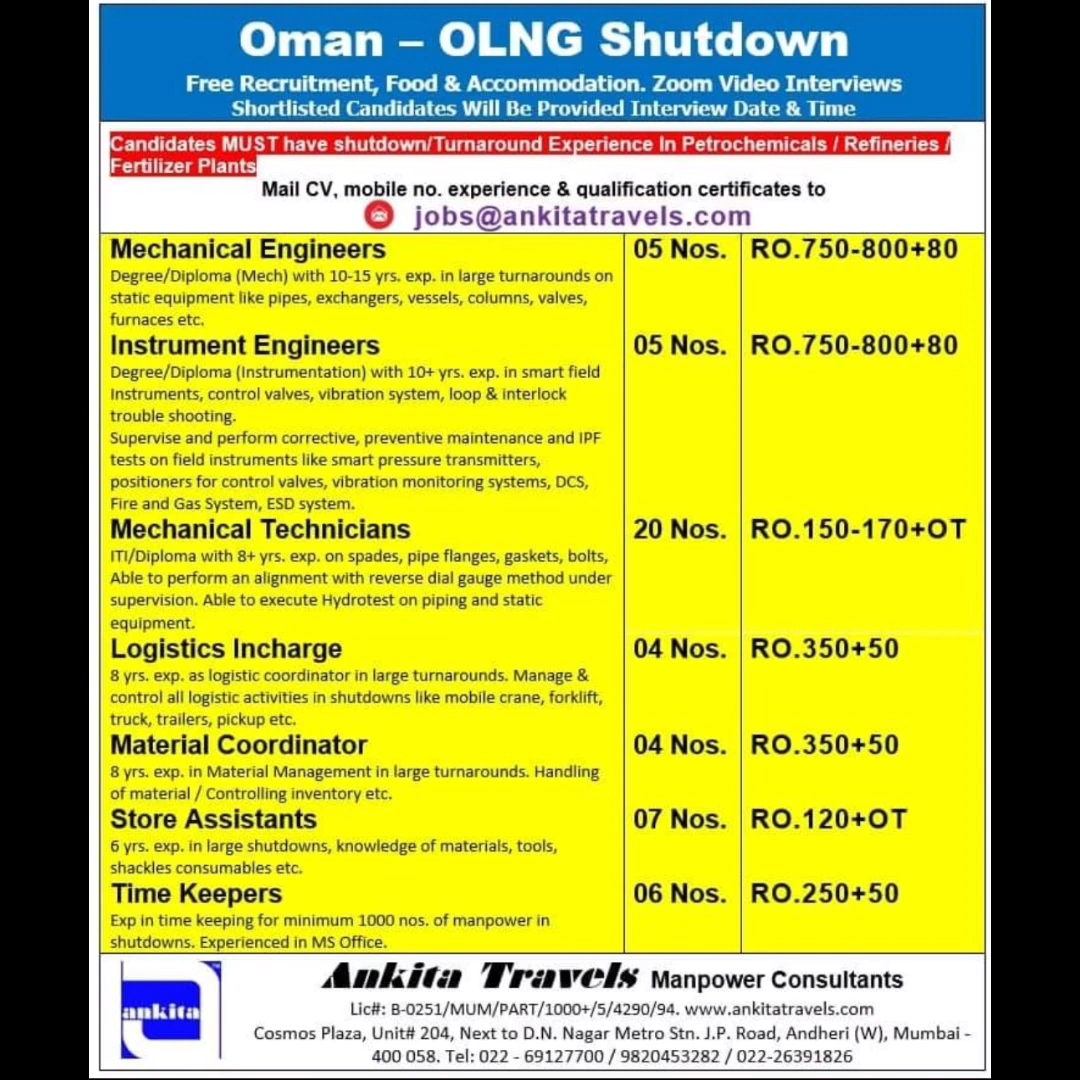 Oman – OLNG Shutdown
Free Recruitment, Food & Accommodation. Zoom Video Interviews
Shortlisted Candidates Will Be Provided Interview Date & Time
Candidates MUST have shutdown/Turnaround Experience In Petrochemicals / Refineries /
Fertilizer Plants
Mail CV, mobile no. experience & qualification certificates to
jobs@ankitatravels.com
Mechanical Engineers 05 Nos. RO.750-800+80
Degree/Diploma (Mech) with 10-15 yrs. exp. in large turnarounds on
static equipment like pipes, exchangers, vessels, columns, valves,
furnaces etc.
Instrument Engineers 05 Nos. RO.750-800+80
Degree/Diploma (Instrumentation) with 10+ yrs. exp. in smart field
Instruments, control valves, vibration system, loop & interlock
trouble shooting.
Supervise and perform corrective, preventive maintenance and IPF
tests on field instruments like smart pressure transmitters,
positioners for control valves, vibration monitoring systems, DCS,
Fire and Gas System, ESD system.
Mechanical Technicians 20 Nos. RO.150-170+OT
ITI/Diploma with 8+ yrs. exp. on spades, pipe flanges, gaskets, bolts,
Able to perform an alignment with reverse dial gauge method under
supervision. Able to execute Hydrotest on piping and static
equipment.
Logistics Incharge 04 Nos. RO.350+50
8 yrs. exp. as logistic coordinator in large turnarounds. Manage &
control all logistic activities in shutdowns like mobile crane, forklift,
truck, trailers, pickup etc.
Material Coordinator 04 Nos. RO.350+50
8 yrs. exp. in Material Management in large turnarounds. Handling
of material / Controlling inventory etc.
Store Assistants 07 Nos. RO.120+OT
6 yrs. exp. in large shutdowns, knowledge of materials, tools,
shackles consumables etc.
Time Keepers 06 Nos. RO.250+50
Exp in time keeping for minimum 1000 nos. of manpower in
shutdowns. Experienced in MS Office.
ankita
Ankita Travels Manpower Consultants
Lic#: B-0251/MUM/PART/1000+/5/4290/94. www.ankitatravels.com
Cosmos Plaza, Unit# 204, Next to D.N. Nagar Metro Stn. J.P. Road, Andheri (W), Mumbai -
400 058. Tel: 022 - 69127700 / 9820453282 / 022-26391826